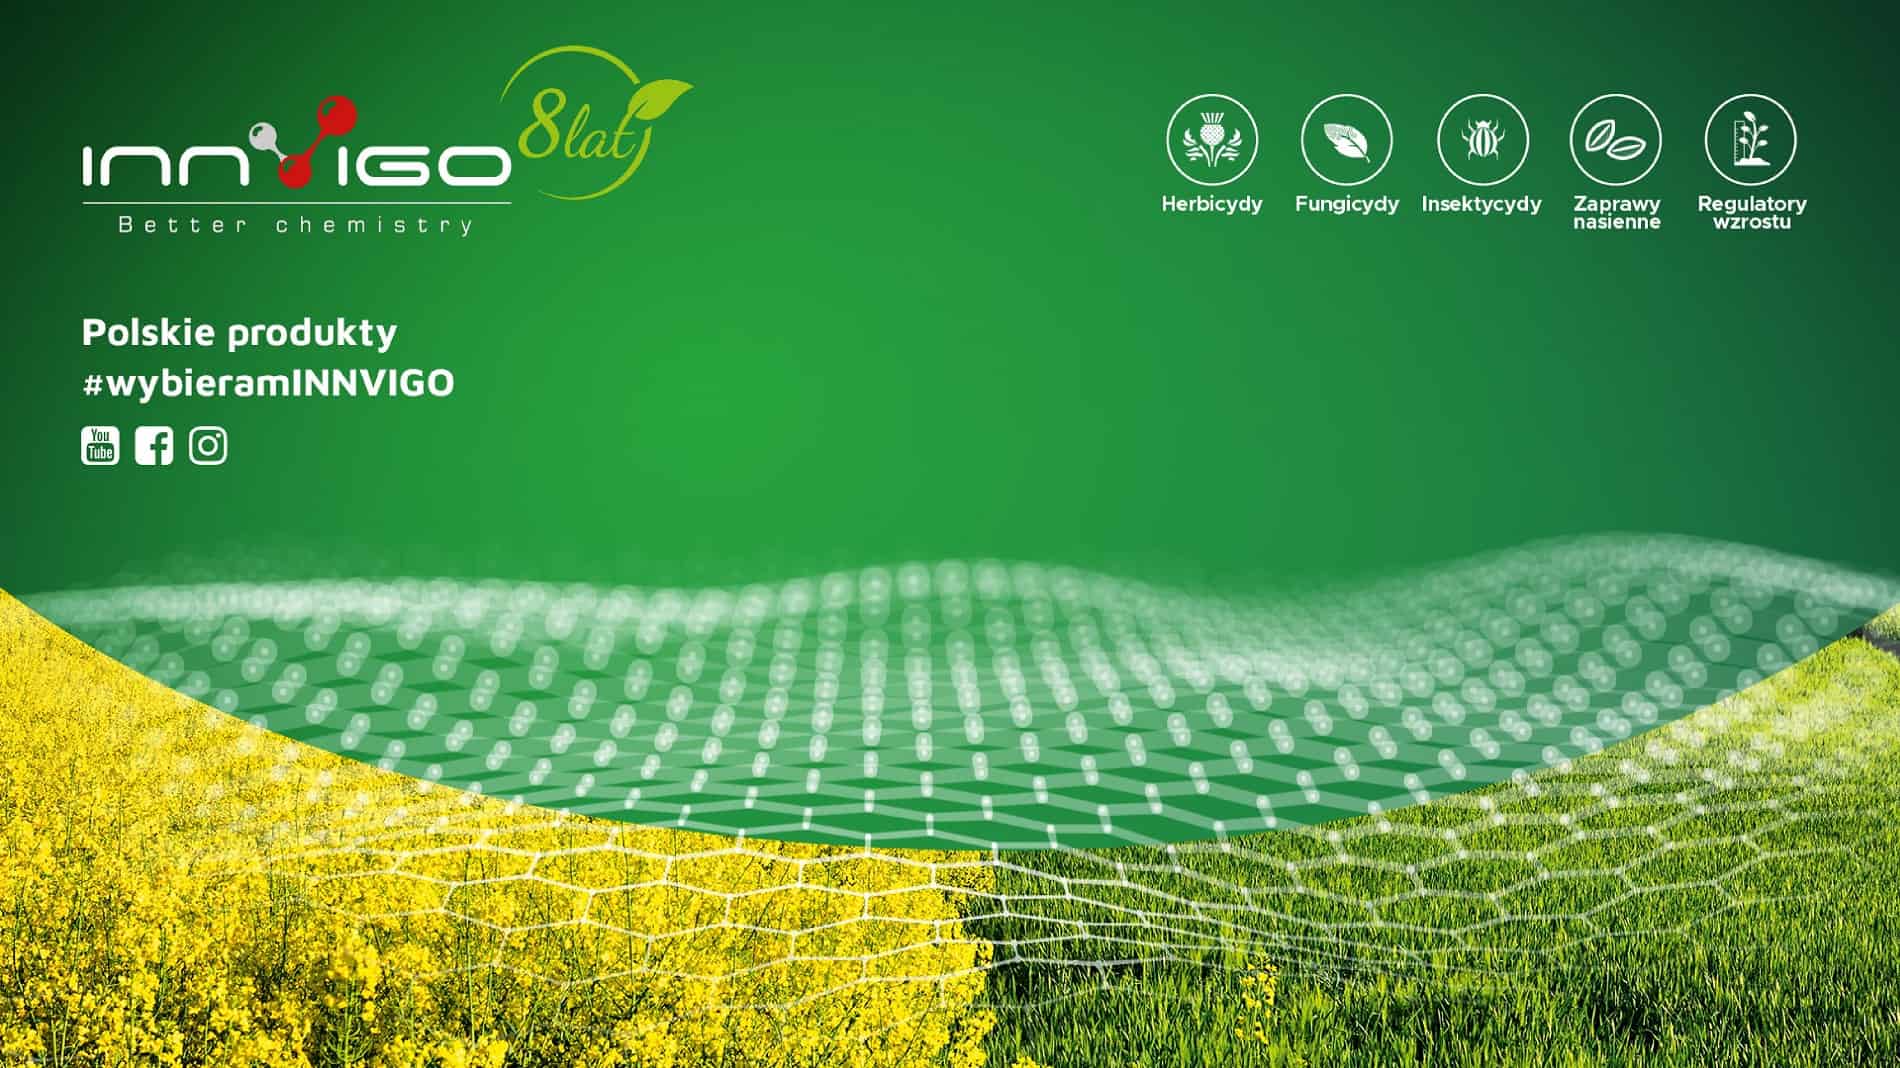 INNVIGO
8lat
Better chemistry
Polskie produkty
#wybieramINNVIGO
You
Tube
Herbicydy
Fungicydy
Insektycydy
Zaprawy
nasienne
Regulatory
wzrostu